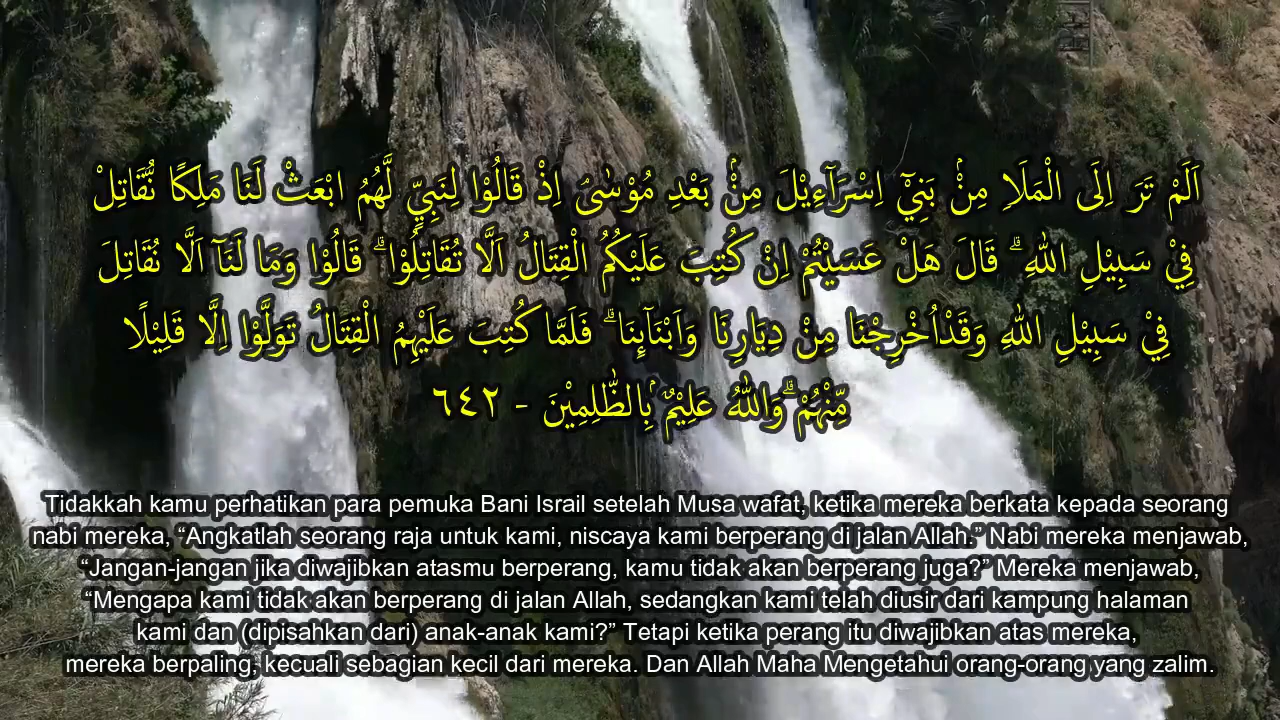 اَلَمْ تَرَ اِلَى الْمَلَاِ مِنْۢ بَنِيْٓ اِسْرَاۤءِيْلَ مِنْۢ بَعْدِ مُوْسٰىۘ اِذْ قَالُوْا لِنَبِيٍّ لَّهُمُ ابْعَثْ لَنَا مَلِكًا نُّقَاتِلْ
فِيْ سَبِيْلِ اللّٰهِ ۗ قَالَ هَلْ عَسَيْتُمْ اِنْ كُتِبَ عَلَيْكُمُ الْقِتَالُ اَلَّا تُقَاتِلُوْا ۗ قَالُوْا وَمَا لَنَآ اَلَّا نُقَاتِلَ
فِيْ سَبِيْلِ اللّٰهِ وَقَدْاُخْرِجْنَا مِنْ دِيَارِنَا وَاَبْنَاۤىِٕنَا ۗ فَلَمَّا كُتِبَ عَلَيْهِمُ الْقِتَالُ تَوَلَّوْا اِلَّا قَلِيْلًا
مِّنْهُمْ ۗوَاللّٰهُ عَلِيْمٌۢ بِالظّٰلِمِيْنَ - ٦٤٢
Tidakkah kamu perhatikan para pemuka Bani Israil setelah Musa wafat, ketika mereka berkata kepada seorang
nabi mereka, “Angkatlah seorang raja untuk kami, niscaya kami berperang di jalan Allah.” Nabi mereka menjawab,
“Jangan-jangan jika diwajibkan atasmu berperang, kamu tidak akan berperang juga?” Mereka menjawab,
“Mengapa kami tidak akan berperang di jalan Allah, sedangkan kami telah diusir dari kampung halaman
kami dan (dipisahkan dari) anak-anak kami?” Tetapi ketika perang itu diwajibkan atas mereka,
mereka berpaling, kecuali sebagian kecil dari mereka. Dan Allah Maha Mengetahui orang-orang yang zalim.